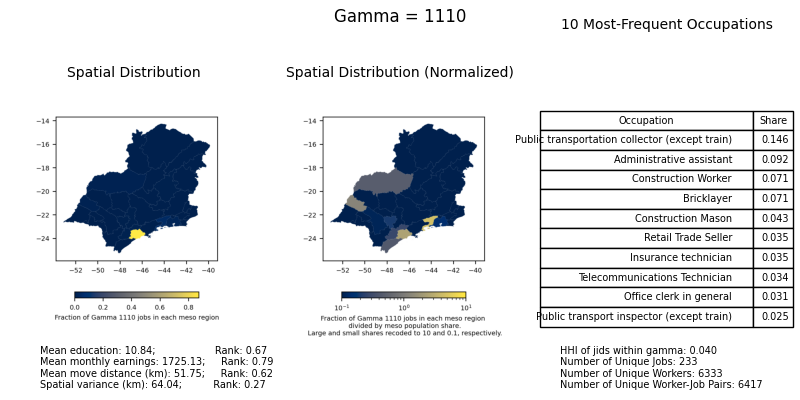 Gamma = 1110
10 Most-Frequent Occupations
Spatial Distribution
Spatial Distribution (Normalized)
−14
−16
−18
−20
−22
−24
−52 −50 −48 −46 −44 −42 −40
0.0 0.2 0.4 0.6 0.8
Fraction of Gamma 1110 jobs in each meso region
−14
−16
−18
−20
−22
−24
−52 −50 −48 −46 −44 −42 −40
10⁻¹ 10⁰ 10¹
Fraction of Gamma 1110 jobs in each meso region
divided by meso population share.
Large and small shares recoded to 10 and 0.1, respectively.
Occupation Share
Public transportation collector (except train) 0.146
Administrative assistant 0.092
Construction Worker 0.071
Bricklayer 0.071
Construction Mason 0.043
Retail Trade Seller 0.035
Insurance technician 0.035
Telecommunications Technician 0.034
Office clerk in general 0.031
Public transport inspector (except train) 0.025
Mean education: 10.84; Rank: 0.67
Mean monthly earnings: 1725.13; Rank: 0.79
Mean move distance (km): 51.75; Rank: 0.62
Spatial variance (km): 64.04; Rank: 0.27
HHI of jids within gamma: 0.040
Number of Unique Jobs: 233
Number of Unique Workers: 6333
Number of Unique Worker-Job Pairs: 6417